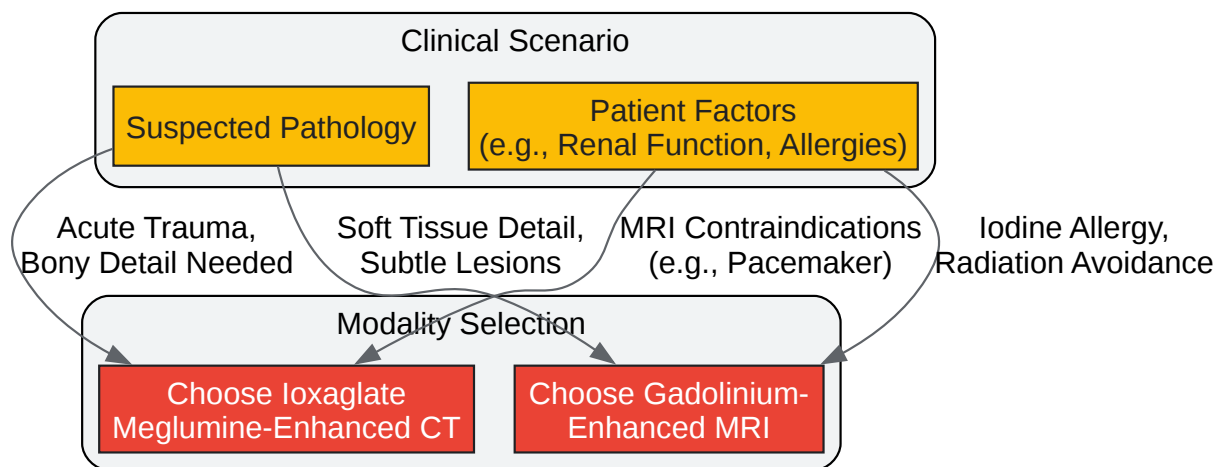 Clinical Scenario
Suspected Pathology
Patient Factors
(e.g., Renal Function, Allergies)
Acute Trauma,
Bony Detail Needed
Soft Tissue Detail,
Subtle Lesions
MRI Contraindications
(e.g., Pacemaker)
Iodine Allergy,
Radiation Avoidance
Modality Selection
Choose Ioxaglate
Meglumine-Enhanced CT
Choose Gadolinium-
Enhanced MRI